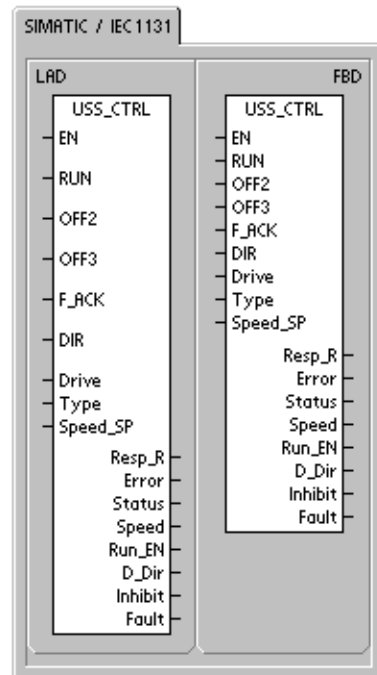 SIMATIC / IEC1131
LAD
USS_CTRL
EN
RUN
OFF2
OFF3
F_ACK
DIR
Drive
Type
Speed_SP
Resp_R
Error
Status
Speed
Run_EN
D_Dir
Inhibit
Fault
FBD
USS_CTRL
EN
RUN
OFF2
OFF3
F_ACK
DIR
Drive
Type
Speed_SP
Resp_R
Error
Status
Speed
Run_EN
D_Dir
Inhibit
Fault